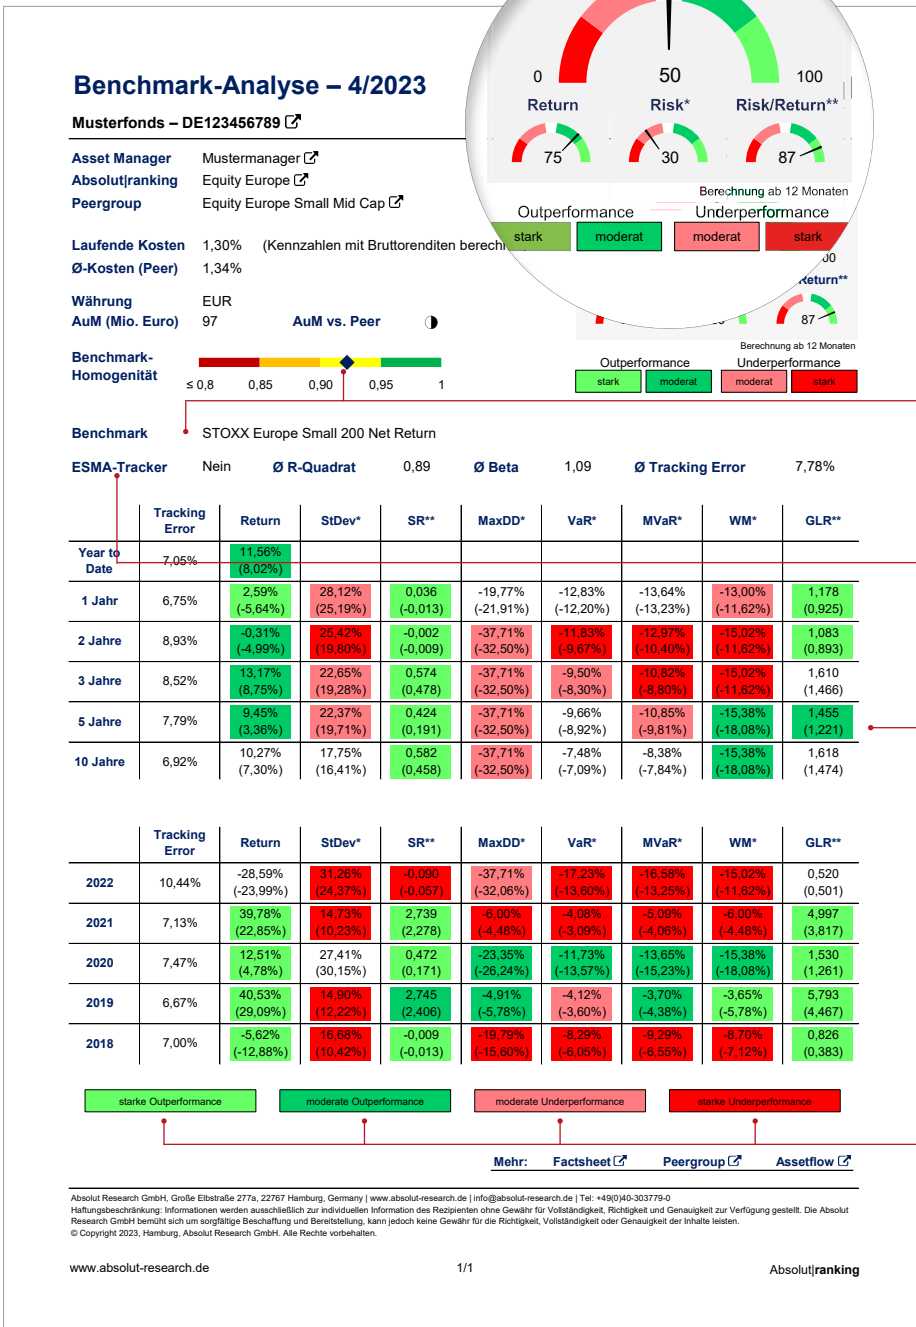 Benchmark-Analyse – 4/2023
0 50 100
Return Risk* Risk/Return**
Musterfonds – DE123456789
75 30 87
Asset Manager Mustermanager
Absolut|ranking Equity Europe
Peergroup Equity Europe Small Mid Cap
Berechnung ab 12 Monaten
Outperformance Underperformance
stark moderat moderat stark
Laufende Kosten 1,30% (Kennzahlen mit Bruttorenditen berechn
Ø-Kosten (Peer) 1,34%
00
Return**
Währung EUR
AuM (Mio. Euro) 97 AuM vs. Peer
87
Berechnung ab 12 Monaten
Benchmark-
Homogenität
≤ 0,8 0,85 0,90 0,95 1
Outperformance Underperformance
stark moderat moderat stark
Benchmark STOXX Europe Small 200 Net Return
ESMA-Tracker Nein Ø R-Quadrat 0,89 Ø Beta 1,09 Ø Tracking Error 7,78%
Tracking
Error Return StDev* SR** MaxDD* VaR* MVaR* WM* GLR**
Year to 11,56%
Date 7,05% (8,02%)
1 Jahr 6,75% 2,59% 28,12% 0,036 -19,77% -12,83% -13,64% -13,00% 1,178
(-5,64%) (25,19%) (-0,013) (-21,91%) (-12,20%) (-13,23%) (-11,62%) (0,925)
2 Jahre 8,93% -0,31% 25,42% -0,002 -37,71% -11,83% -12,97% -15,02% 1,083
(-4,99%) (19,80%) (-0,009) (-32,50%) (-9,67%) (-10,40%) (-11,62%) (0,893)
3 Jahre 8,52% 13,17% 22,65% 0,574 -37,71% -9,50% -10,82% -15,02% 1,610
(8,75%) (19,28%) (0,478) (-32,50%) (-8,30%) (-8,80%) (-11,62%) (1,466)
5 Jahre 7,79% 9,45% 22,37% 0,424 -37,71% -9,66% -10,85% -15,38% 1,455
(3,36%) (19,71%) (0,191) (-32,50%) (-8,92%) (-9,81%) (-18,08%) (1,221)
10 Jahre 6,92% 10,27% 17,75% 0,582 -37,71% -7,48% -8,38% -15,38% 1,618
(7,30%) (16,41%) (0,458) (-32,50%) (-7,09%) (-7,84%) (-18,08%) (1,474)
Tracking
Error Return StDev* SR** MaxDD* VaR* MVaR* WM* GLR**
2022 10,44% -28,59% 31,26% -0,090 -37,71% -17,23% -16,58% -15,02% 0,520
(-23,99%) (24,37%) (-0,057) (-32,06%) (-13,60%) (-13,25%) (-11,62%) (0,501)
2021 7,13% 39,78% 14,73% 2,739 -6,00% -4,08% -5,09% -6,00% 4,997
(22,85%) (10,23%) (2,278) (-4,48%) (-3,09%) (-4,06%) (-4,48%) (3,817)
2020 7,47% 12,51% 27,41% 0,472 -23,35% -11,73% -13,65% -15,38% 1,530
(4,78%) (30,15%) (0,171) (-26,24%) (-13,57%) (-15,23%) (-18,08%) (1,261)
2019 6,67% 40,53% 14,90% 2,745 -4,91% -4,12% -3,70% -3,65% 5,793
(29,09%) (12,22%) (2,406) (-5,78%) (-3,60%) (-4,38%) (-5,78%) (4,467)
2018 7,00% -5,62% 16,68% -0,009 -19,79% -8,29% -9,29% -8,70% 0,826
(-12,88%) (10,42%) (-0,013) (-15,60%) (-6,05%) (-6,55%) (-7,12%) (0,383)
starke Outperformance moderate Outperformance moderate Underperformance starke Underperformance
Mehr: Factsheet Peergroup Assetflow
Absolut Research GmbH, Große Elbstraße 277a, 22767 Hamburg, Germany | www.absolut-research.de | info@absolut-research.de | Tel: +49(0)40-303779-0
Haftungsbeschränkung: Informationen werden ausschließlich zur individuellen Information des Rezipienten ohne Gewähr für Vollständigkeit, Richtigkeit und Genauigkeit zur Verfügung gestellt. Die Absolut
Research GmbH bemüht sich um sorgfältige Beschaffung und Bereitstellung, kann jedoch keine Gewähr für die Richtigkeit, Vollständigkeit oder Genauigkeit der Inhalte leisten.
© Copyright 2023, Hamburg, Absolut Research GmbH. Alle Rechte vorbehalten.
www.absolut-research.de 1/1 Absolut|ranking